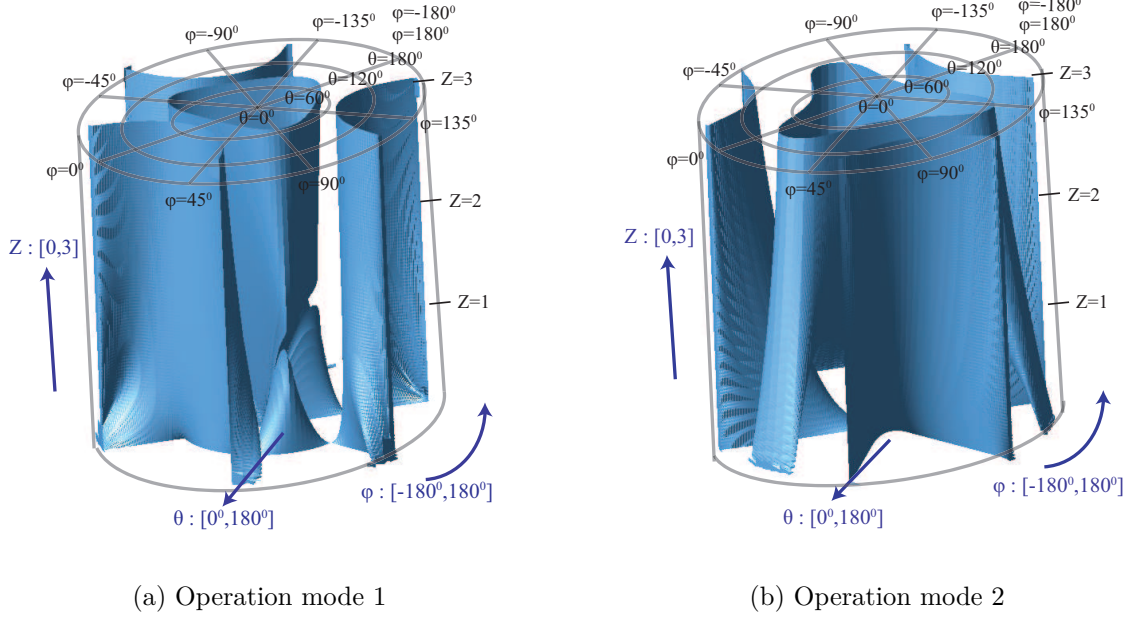 φ=-180⁰
φ=-135⁰
φ=180⁰
φ=-90⁰
θ=180⁰
φ=-45⁰
θ=120⁰
Z=3
θ=60⁰
θ=0⁰
φ=135⁰
φ=0⁰
φ=45⁰
φ=90⁰
Z=2
Z : [0,3]
Z=1
φ : [-180⁰,180⁰]
θ : [0⁰,180⁰]
(a) Operation mode 1
φ=-180⁰
φ=-135⁰
φ=180⁰
φ=-90⁰
θ=180⁰
φ=-45⁰
θ=120⁰
Z=3
θ=60⁰
θ=0⁰
φ=135⁰
φ=0⁰
φ=45⁰
φ=90⁰
Z=2
Z : [0,3]
Z=1
φ : [-180⁰,180⁰]
θ : [0⁰,180⁰]
(b) Operation mode 2